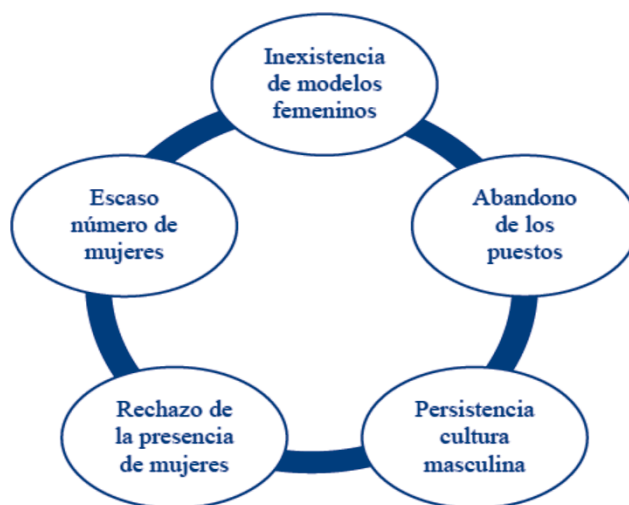 Inexistencia
de modelos
femeninos
Escaso
número de
mujeres
Abandono
de los
puestos
Rechazo de
la presencia
de mujeres
Persistencia
cultura
masculina